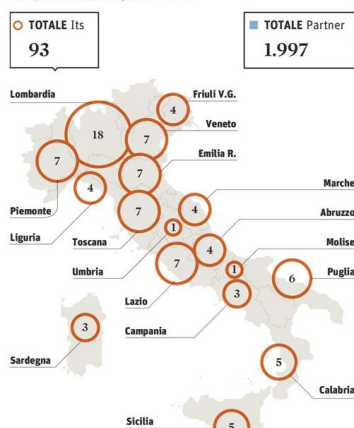 TOTALE Its
93
TOTALE Partner
1.997
Lombardia
Friuli V.G.
4
Veneto
18
7
Emilia R.
7
7
4
Marche
Piemonte
7
4
Abruzzo
Liguria
Toscana
1
4
Molise
Umbria
7
1
6
Puglia
Lazio
3
Campania
3
Sardegna
5
Calabria
Sicilia
5